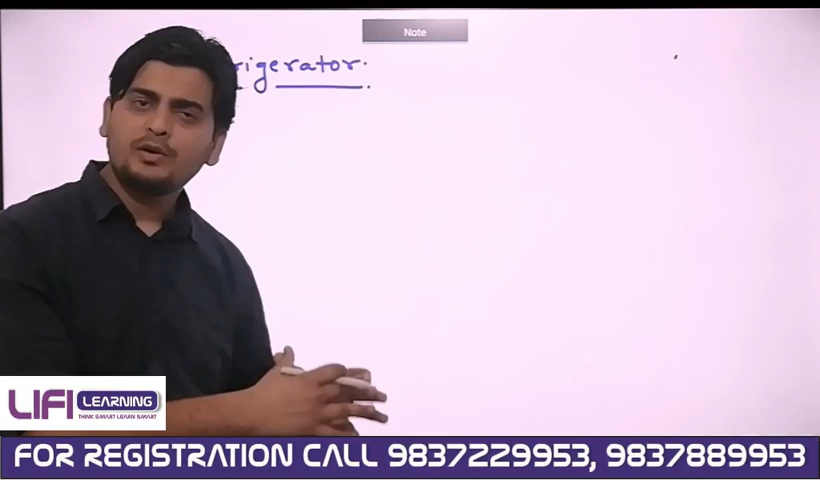 Note
rigerator.
LIFI LEARNING
THINK SMART LEARN SMART
FOR REGISTRATION CALL 9837229953, 9837889953